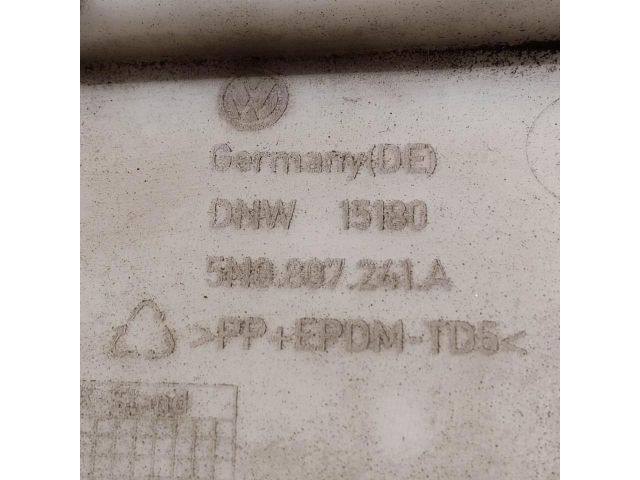 Germany(DE)
DNW 15180
5N0.807.241.A
>PP+EPDM-TD5<